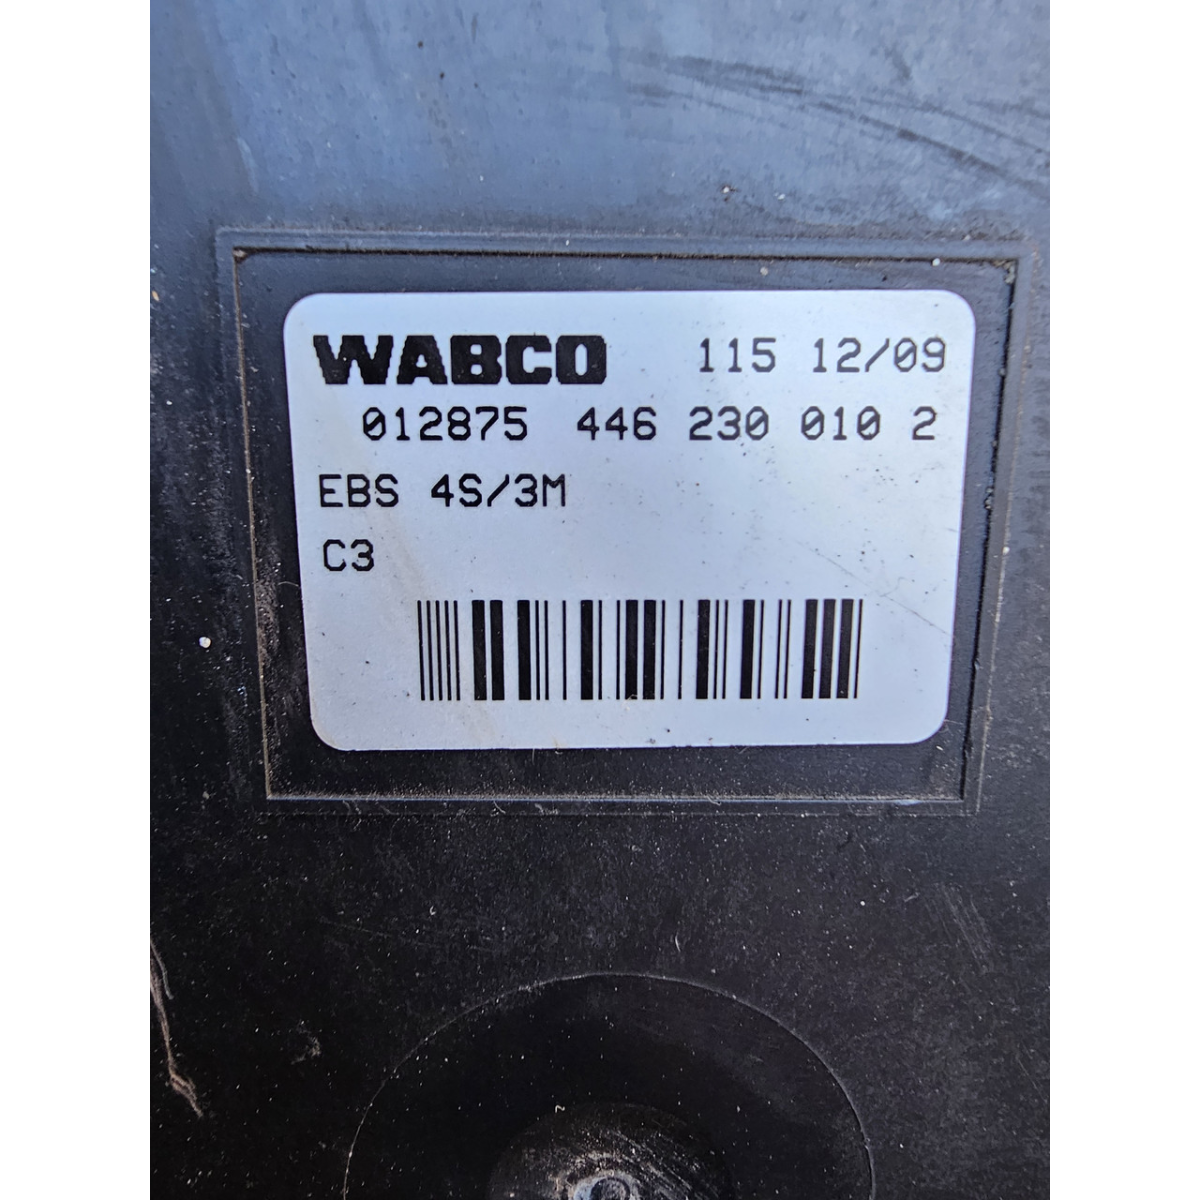 WABCO 115 12/09
012875 446 230 010 2
EBS 4S/3M
C3